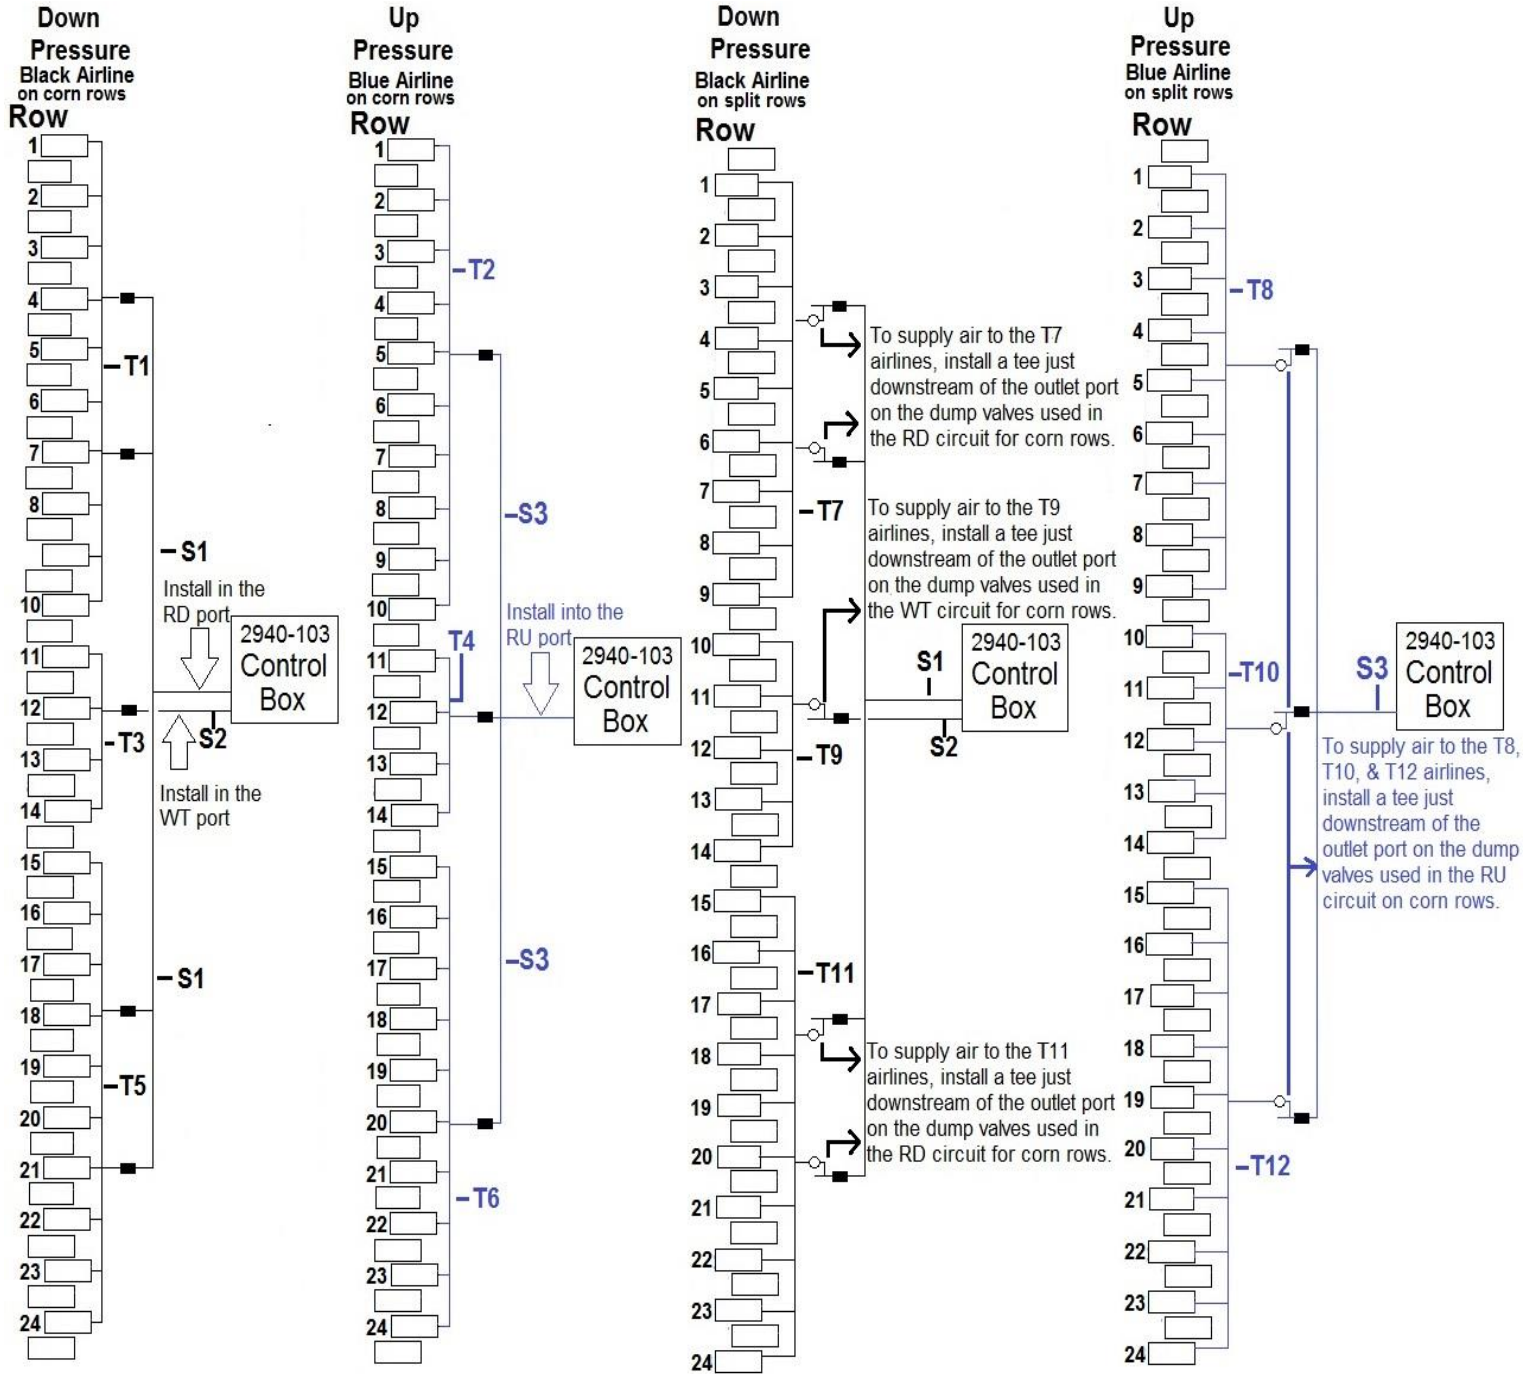 Down
Pressure
Black Airline
on corn rows
Row
1
2
3
4
5
6
7
8
10
11
12
13
14
15
16
17
18
19
20
21
22
23
24
–T1
–S1
Install in the
RD port
2940-103
Control
Box
S2
–T3
Install in the
WT port
–S1
–T5
Up
Pressure
Blue Airline
on corn rows
Row
1
2
3
4
5
6
7
8
9
10
11
12
13
14
15
16
17
18
19
20
21
22
23
24
–T2
–S3
Install into the
RU port
T4
2940-103
Control
Box
–S3
–T6
Down
Pressure
Black Airline
on split rows
Row
1
2
3
4
5
6
7
8
9
10
11
12
13
14
15
16
17
18
19
20
21
22
23
24
To supply air to the T7
airlines, install a tee just
downstream of the outlet port
on the dump valves used in
the RD circuit for corn rows.
–T7
To supply air to the T9
airlines, install a tee just
downstream of the outlet port
on the dump valves used in
the WT circuit for corn rows.
S1
2940-103
Control
Box
S2
–T9
–T11
To supply air to the T11
airlines, install a tee just
downstream of the outlet port
on the dump valves used in
the RD circuit for corn rows.
Up
Pressure
Blue Airline
on split rows
Row
1
2
3
4
5
6
7
8
9
10
11
12
13
14
15
16
17
18
19
20
21
22
23
24
–T8
–T10
S3
2940-103
Control
Box
To supply air to the T8,
T10, & T12 airlines,
install a tee just
downstream of the
outlet port on the dump
valves used in the RU
circuit on corn rows.
–T12